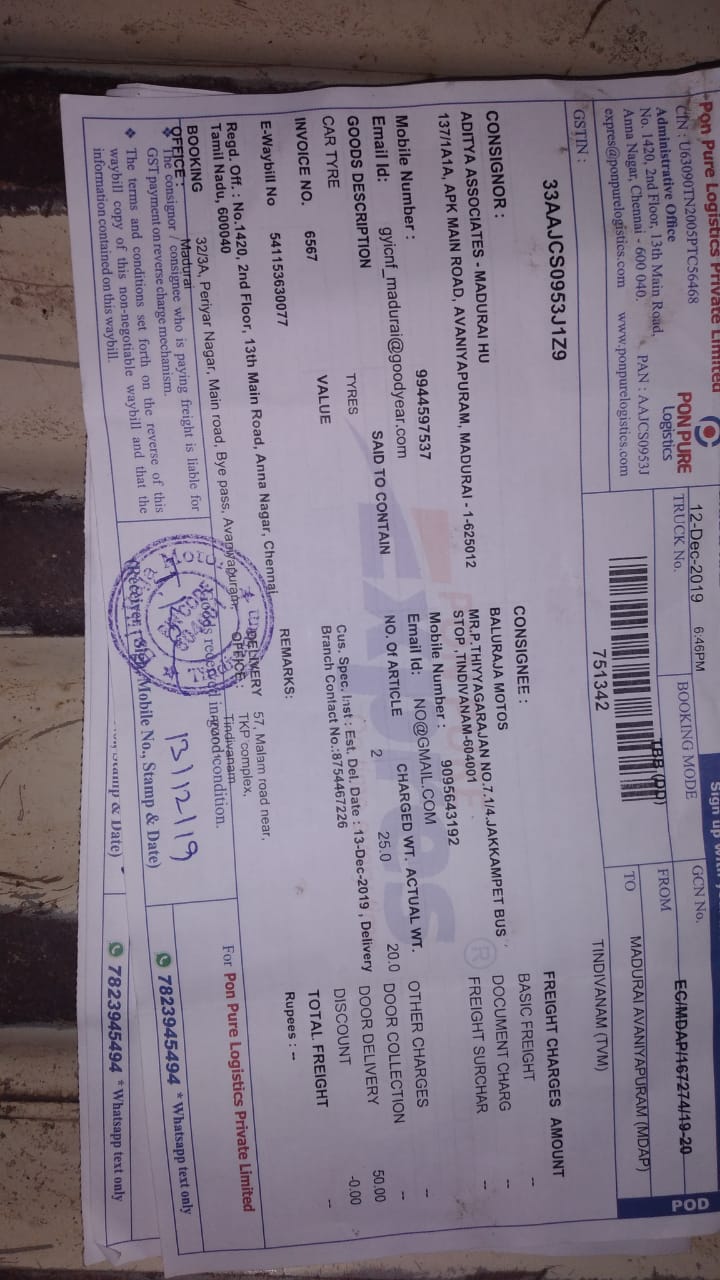 Pon Pure Logistics Private Limited
CIN : U63090TN2005PTC56468
Administrative Office
No. 1420, 2nd Floor, 13th Main Road,
Anna Nagar, Chennai - 600 040. PAN : AAJCS0953J
expres@ponpurelogistics.com www.ponpurelogistics.com
PON PURE
Logistics
12-Dec-2019 6:46PM
TRUCK No.
BOOKING MODE
TBB (DD)
751342
GCN No. EC/MDAP/167274/19-20
FROM MADURAI AVANIYAPURAM (MDAP)
TO TINDIVANAM (TVM)
POD
Sign up
GSTIN :
33AAJCS0953J1Z9
CONSIGNOR :
ADITYA ASSOCIATES - MADURAI HU
137/1A1A, APK MAIN ROAD, AVANIYAPURAM, MADURAI - 1-625012
Mobile Number : 9944597537
Email Id: gyicnf_madurai@goodyear.com
CONSIGNEE :
BALURAJA MOTOS
MR.P.THIYYAGARAJAN NO.7.1/4.JAKKAMPET BUS
STOP ,TINDIVANAM-604001
Mobile Number : 9095643192
Email Id: NO@GMAIL.COM
GOODS DESCRIPTION SAID TO CONTAIN NO. Of ARTICLE CHARGED WT. ACTUAL WT.
CAR TYRE TYRES 2 25.0 20.0
INVOICE NO. 6567 VALUE
Cus. Spec. Inst : Est. Del. Date : 13-Dec-2019 , Delivery
Branch Contact No.:8754467226
E-Waybill No 541153630077
REMARKS:
FREIGHT CHARGES AMOUNT
BASIC FREIGHT --
DOCUMENT CHARG --
FREIGHT SURCHAR --
OTHER CHARGES --
DOOR COLLECTION --
DOOR DELIVERY 50.00
DISCOUNT -0.00
TOTAL FREIGHT --
Rupees : --
Regd. Off. : No.1420, 2nd Floor, 13th Main Road, Anna Nagar, Chennai,
Tamil Nadu, 600040
BOOKING OFFICE : 32/3A, Periyar Nagar, Main road, Bye pass, Avaniyapuram,
Madurai
DELIVERY OFFICE : 57, Malam road near,
TKP complex,
Tindivanam
The consignor / consignee who is paying freight is liable for
GST payment on reverse charge mechanism.
The terms and conditions set forth on the reverse of this
waybill copy of this non-negotiable waybill and that the
information contained on this waybill.
Goods received in good condition.
13/12/19
Receiver (Sign, Mobile No., Stamp & Date)
Stamp & Date)
For Pon Pure Logistics Private Limited
7823945494 *Whatsapp text only
7823945494 *Whatsapp text only